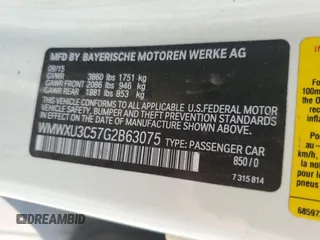 MFD BY BAYERISCHE MOTOREN WERKE AG
09/15
GVWR 3860 lbs 1751 kg
GAWR FRONT 2086 lbs 946 kg
GAWR REAR 1881 lbs 853 kg
THIS VEHICLE CONFORMS TO ALL APPLICABLE U.S. FEDERAL MOTOR
VEHICLE SAFETY, BUMPER, AND THEFT PREVENTION STANDARDS
IN EFFECT ON THE DATE OF MANUFACTURE SHOWN ABOVE.
WMWXU3C57G2B63075 TYPE: PASSENGER CAR
850/0
7 315 814
DREAMBID